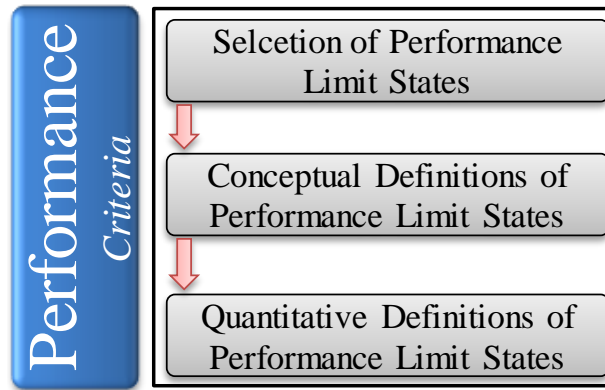 Performance
Criteria
Selcetion of Performance
Limit States
Conceptual Definitions of
Performance Limit States
Quantitative Definitions of
Performance Limit States